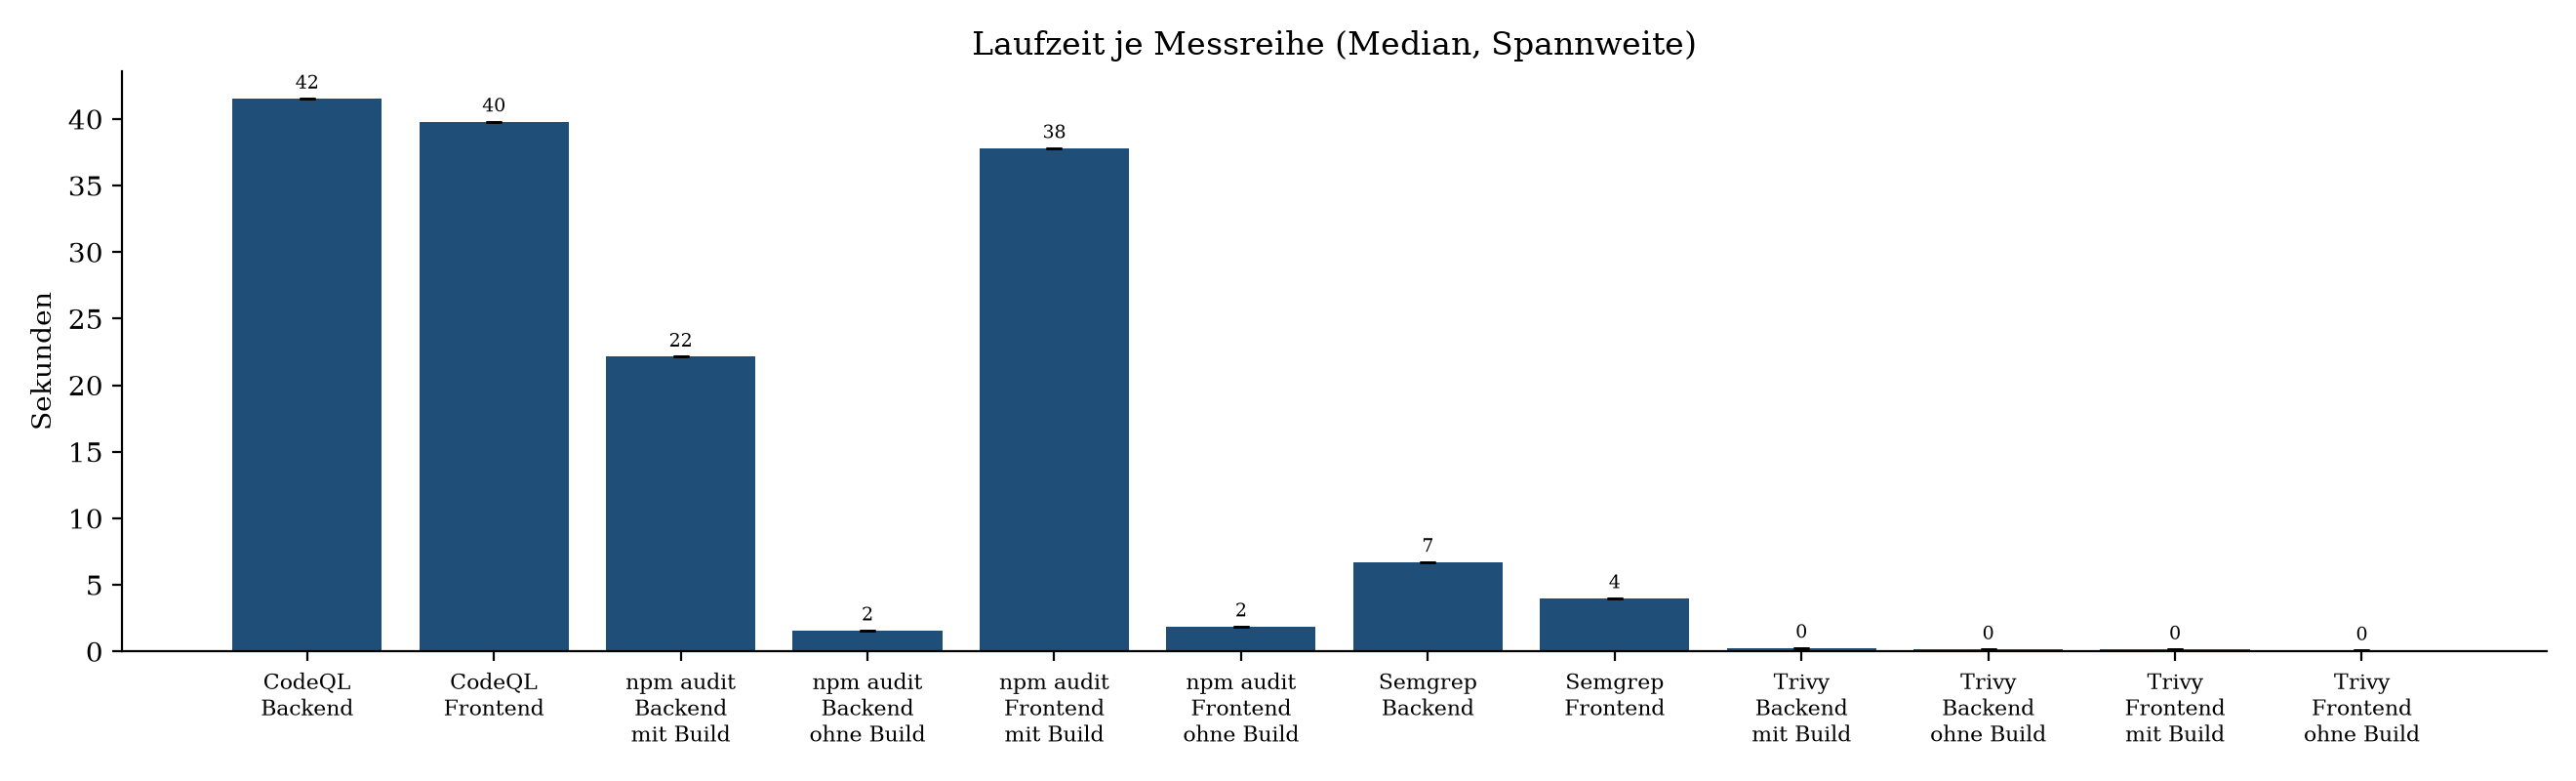 Laufzeit je Messreihe (Median, Spannweite)
Sekunden
40
35
30
25
20
15
10
5
0
42
40
22
2
38
2
7
4
0
0
0
0
CodeQL
Backend
CodeQL
Frontend
npm audit
Backend
mit Build
npm audit
Backend
ohne Build
npm audit
Frontend
mit Build
npm audit
Frontend
ohne Build
Semgrep
Backend
Semgrep
Frontend
Trivy
Backend
mit Build
Trivy
Backend
ohne Build
Trivy
Frontend
mit Build
Trivy
Frontend
ohne Build